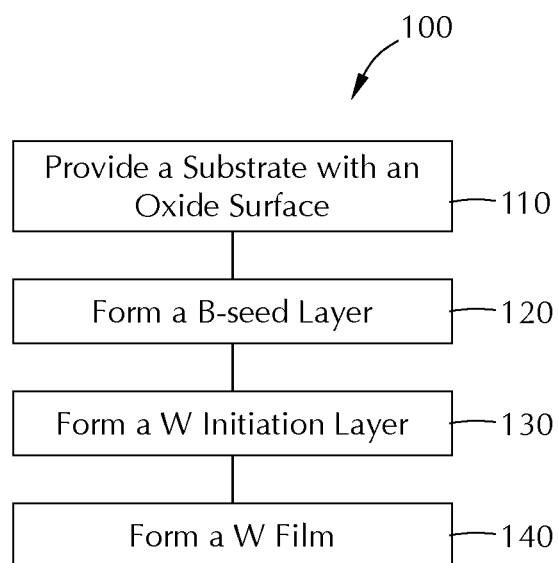 100
Provide a Substrate with an
Oxide Surface
110
Form a B-seed Layer
120
Form a W Initiation Layer
130
Form a W Film
140